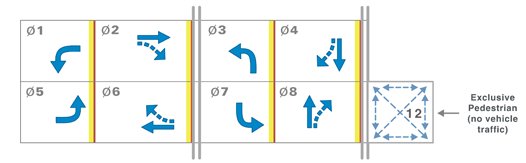 Ø1
Ø2
Ø3
Ø4
Ø5
Ø6
Ø7
Ø8
12
Exclusive
Pedestrian
(no vehicle
traffic)